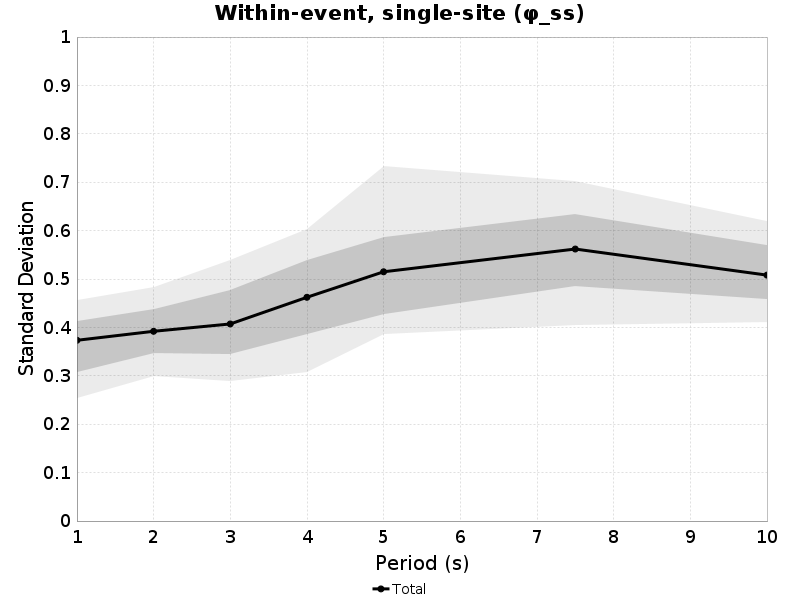 Within-event, single-site (φ_ss)
1
0.9
0.8
0.7
0.6
0.5
0.4
0.3
0.2
0.1
0
Standard Deviation
1 2 3 4 5 6 7 8 9 10
Period (s)
Total